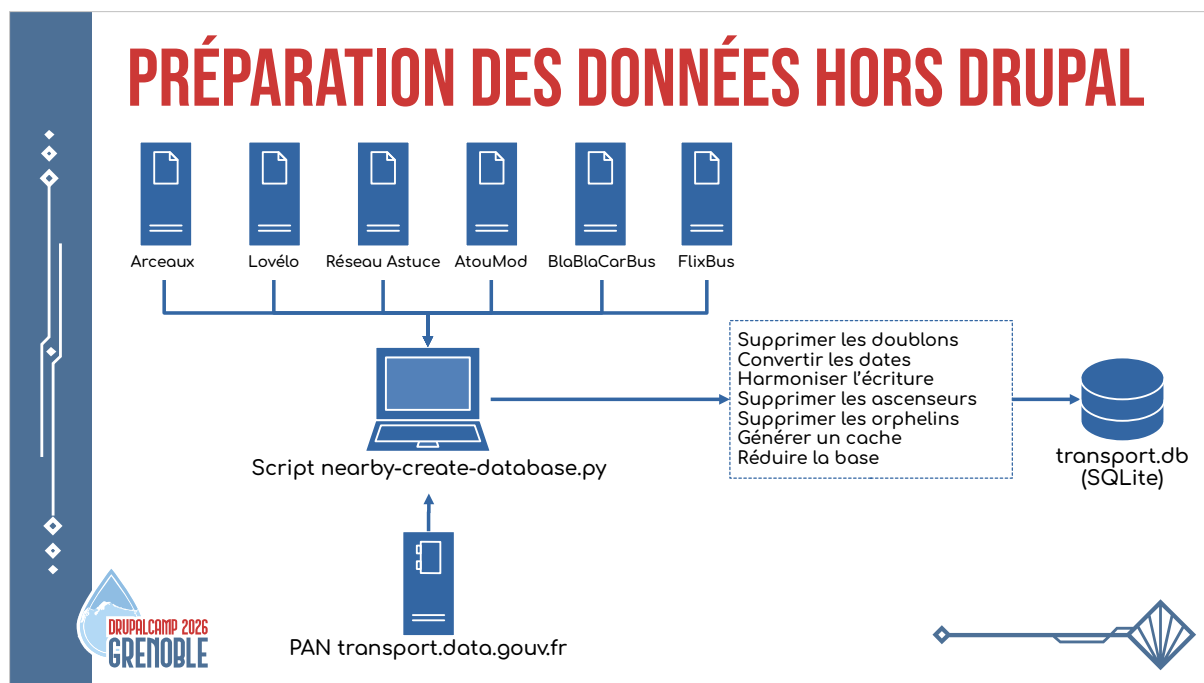 PRÉPARATION DES DONNÉES HORS DRUPAL
Arceaux
Lovélo
Réseau Astuce
AtouMod
BlaBlaCarBus
FlixBus
Script nearby-create-database.py
Supprimer les doublons
Convertir les dates
Harmoniser l'écriture
Supprimer les ascenseurs
Supprimer les orphelins
Générer un cache
Réduire la base
transport.db
(SQLite)
PAN transport.data.gouv.fr
DRUPALCAMP 2026
GRENOBLE